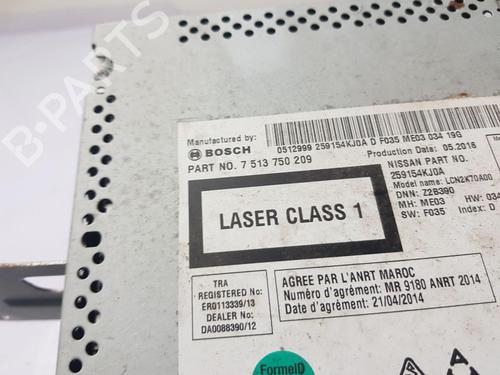 B-PARTS
Manufactured by:
BOSCH
0512999 259154KJ0A D F035 ME03 034 19G
Production Date: 05.2016
PART NO. 7 513 750 209
NISSAN PART NO.
259154KJ0A
Model name: LCN2K70A00
DNN: Z2B390
MH: ME03
HW: 034
SW: F035
Index: D
LASER CLASS 1
TRA
REGISTERED No:
ER0113339/13
DEALER No:
DA0088390/12
AGREE PAR L'ANRT MAROC
Numéro d'agrément: MR 9180 ANRT 2014
Date d'agrément: 21/04/2014
FormelD